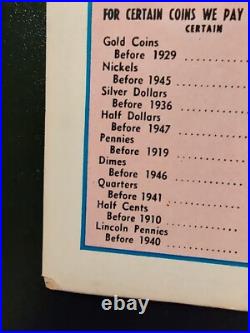 FOR CERTAIN COINS WE PAY
CERTAIN
Gold Coins
Before 1929 ..........
Nickels
Before 1945 ............
Silver Dollars
Before 1936 ............
Half Dollars
Before 1947 ............
Pennies
Before 1919 ............
Dimes
Before 1946 ............
Quarters
Before 1941 ............
Half Cents
Before 1910 ............
Lincoln Pennies
Before 1940 ............